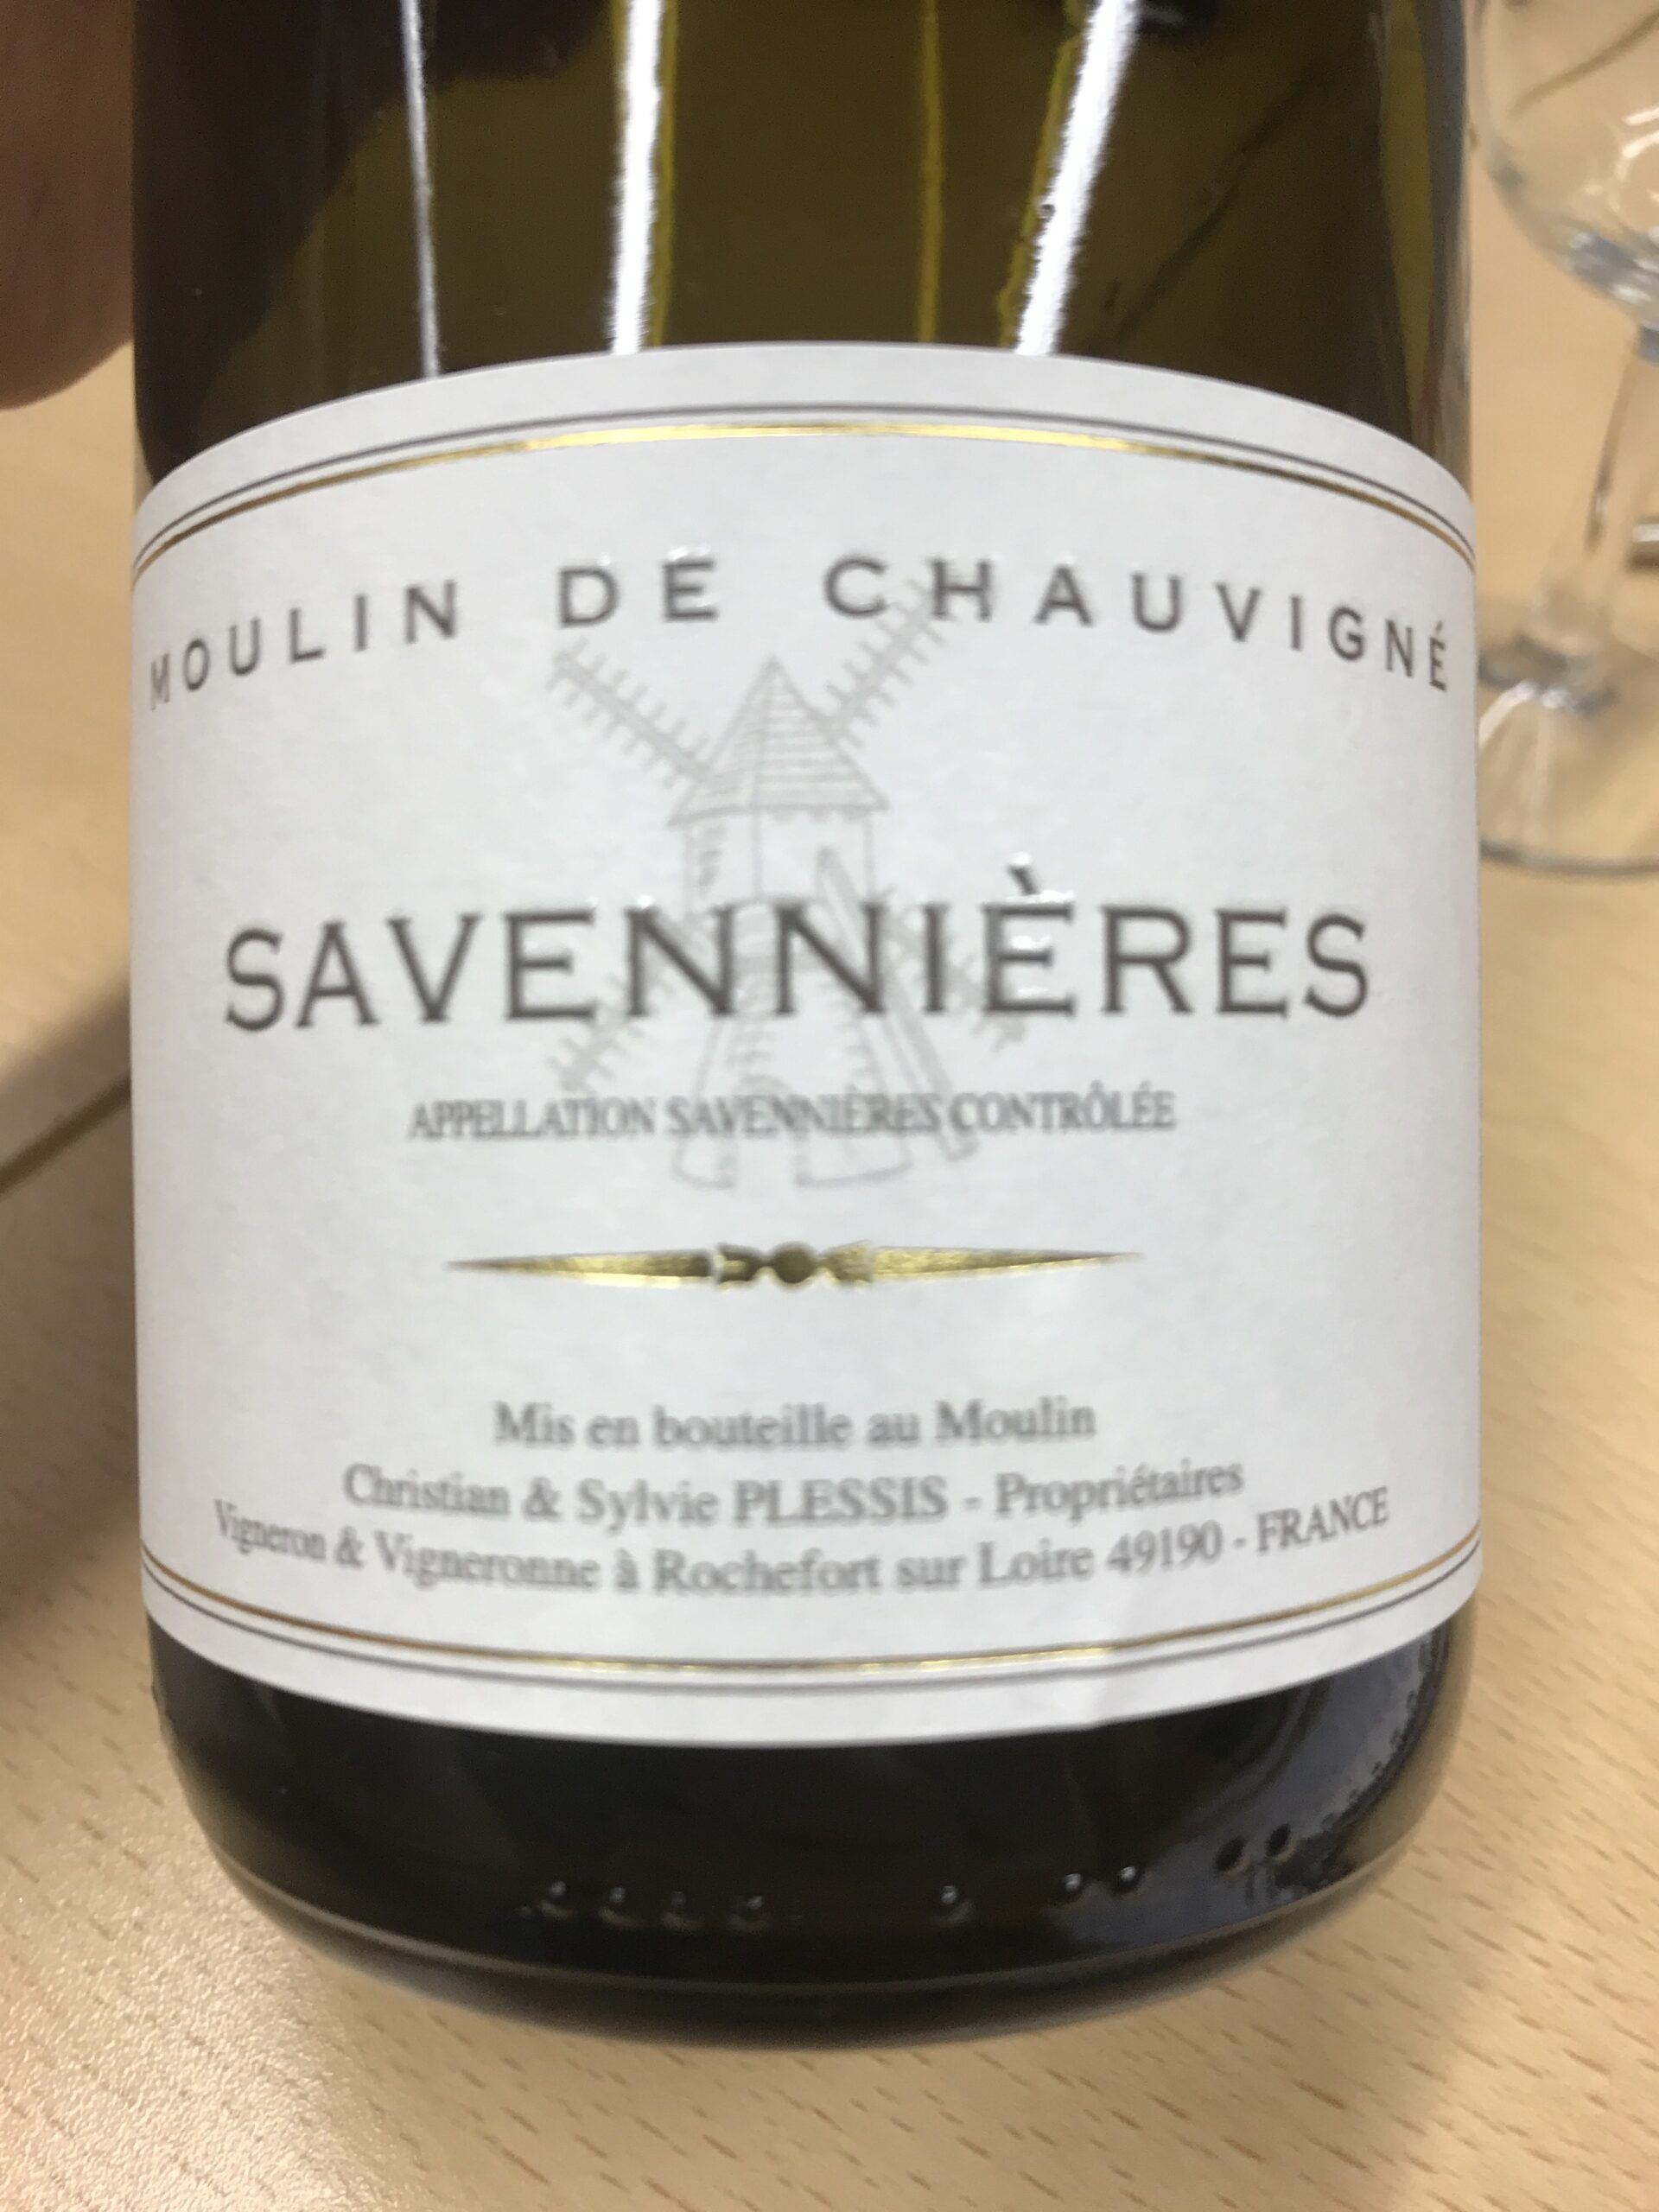 MOULIN DE CHAUVIGNÉ
SAVENNIÈRES
APPELLATION SAVENNIÈRES CONTRÔLÉE
Mis en bouteille au Moulin
Christian & Sylvie PLESSIS - Propriétaires
Vigneron & Vigneronne à Rochefort sur Loire 49190 - FRANCE